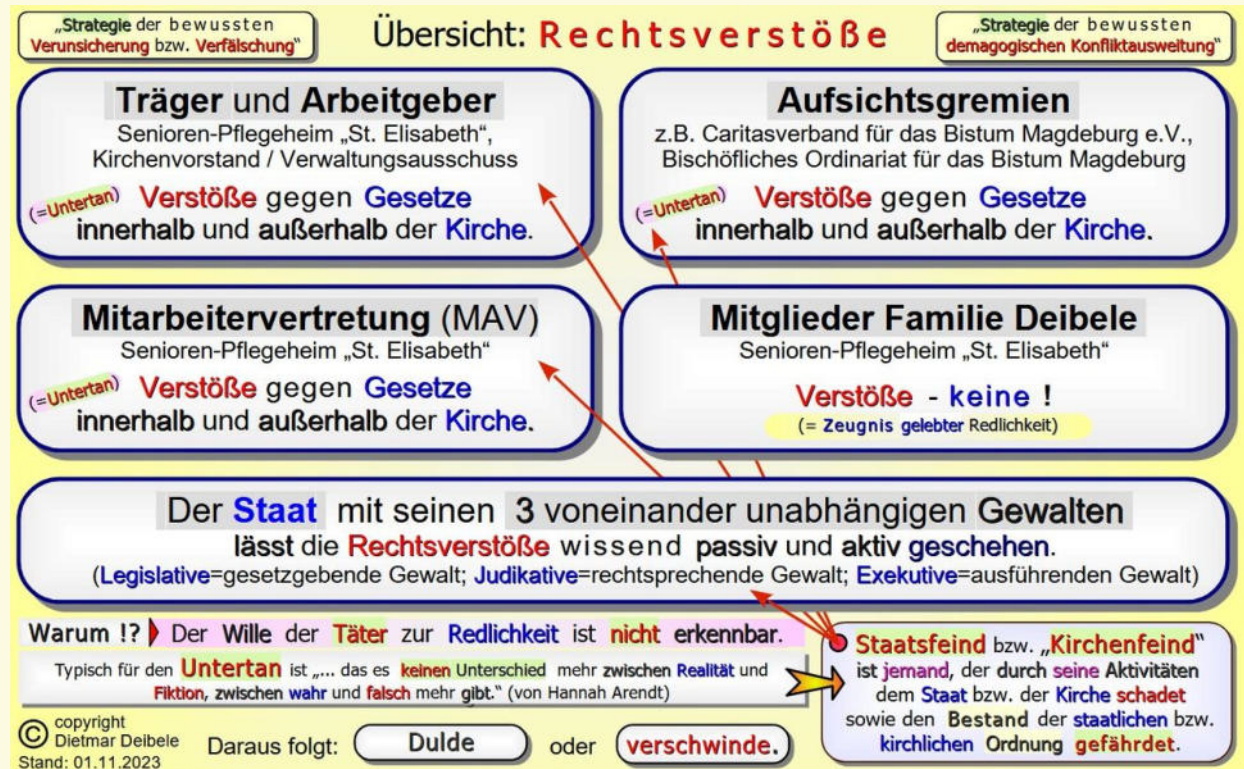 „Strategie der bewussten
Verunsicherung bzw. Verfälschung“
Übersicht: Rechtsverstöße
„Strategie der bewussten
demagogischen Konfliktausweitung“
Träger und Arbeitgeber
Senioren-Pflegeheim „St. Elisabeth“,
Kirchenvorstand / Verwaltungsausschuss
(=Untertan) Verstöße gegen Gesetze
innerhalb und außerhalb der Kirche.
Aufsichtsgremien
z.B. Caritasverband für das Bistum Magdeburg e.V.,
Bischöfliches Ordinariat für das Bistum Magdeburg
(=Untertan) Verstöße gegen Gesetze
innerhalb und außerhalb der Kirche.
Mitarbeitervertretung (MAV)
Senioren-Pflegeheim „St. Elisabeth“
(=Untertan) Verstöße gegen Gesetze
innerhalb und außerhalb der Kirche.
Mitglieder Familie Deibele
Senioren-Pflegeheim „St. Elisabeth“
Verstöße - keine !
(= Zeugnis gelebter Redlichkeit)
Der Staat mit seinen 3 voneinander unabhängigen Gewalten
lässt die Rechtsverstöße wissend passiv und aktiv geschehen.
(Legislative=gesetzgebende Gewalt; Judikative=rechtsprechende Gewalt; Exekutive=ausführenden Gewalt)
Warum !? Der Wille der Täter zur Redlichkeit ist nicht erkennbar.
Typisch für den Untertan ist „... das es keinen Unterschied mehr zwischen Realität und
Fiktion, zwischen wahr und falsch mehr gibt.“ (von Hannah Arendt)
Staatsfeind bzw. „Kirchenfeind“
ist jemand, der durch seine Aktivitäten
dem Staat bzw. der Kirche schadet
sowie den Bestand der staatlichen bzw.
kirchlichen Ordnung gefährdet.
© copyright
Dietmar Deibele
Stand: 01.11.2023
Daraus folgt: Dulde oder verschwinde.